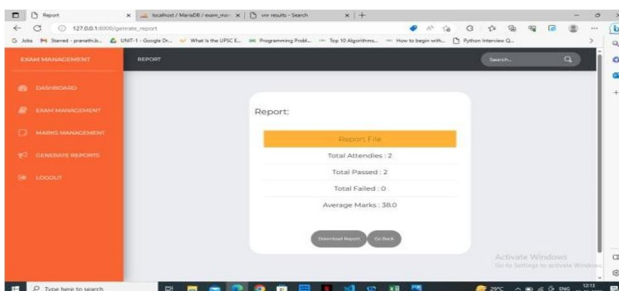 Report
localhost / MariaDB / exam_mar
vnr results - Search
127.0.0.1:8000/generate_report
Jobs
UNIT-1 - Google Dr...
What is the UPSC E...
Programming Probl...
Top 10 Algorithms...
How to begin with...
Python Interview Q...
EXAM MANAGEMENT
REPORT
Search...
DASHBOARD
EXAM MANAGEMENT
MARKS MANAGEMENT
GENERATE REPORTS
LOGOUT
Report:
Report File
Total Attendies : 2
Total Passed : 2
Total Failed : 0
Average Marks : 38.0
Download Report
Go Back
Activate Windows
Go to Settings to activate Windows.
Type here to search
29°C
ENG
12:13